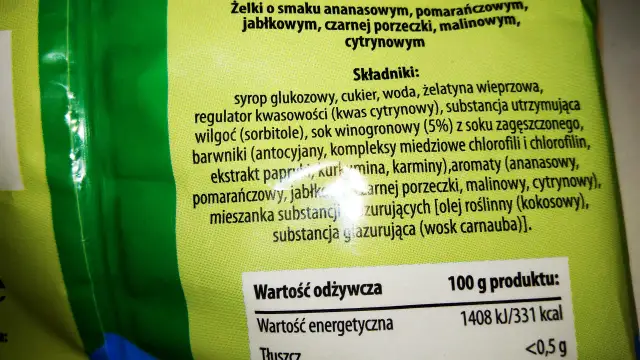 Żelki o smaku ananasowym, pomarańczowym,
jabłkowym, czarnej porzeczki, malinowym,
cytrynowym
Składniki:
syrop glukozowy, cukier, woda, żelatyna wieprzowa,
regulator kwasowości (kwas cytrynowy), substancja utrzymująca
wilgoć (sorbitole), sok winogronowy (5%) z soku zagęszczonego,
barwniki (antocyjany, kompleksy miedziowe chlorofili i chlorofilin,
ekstrakt papryki, kurkumina, karminy),aromaty (ananasowy,
pomarańczowy, czarnej porzeczki, malinowy, cytrynowy),
mieszanka substancji glazurujących [olej roślinny (kokosowy),
substancja glazurująca (wosk carnauba)].
Wartość odżywcza 100 g produktu:
Wartość energetyczna 1408 kJ/331 kcal
Tłuszcz <0,5 g